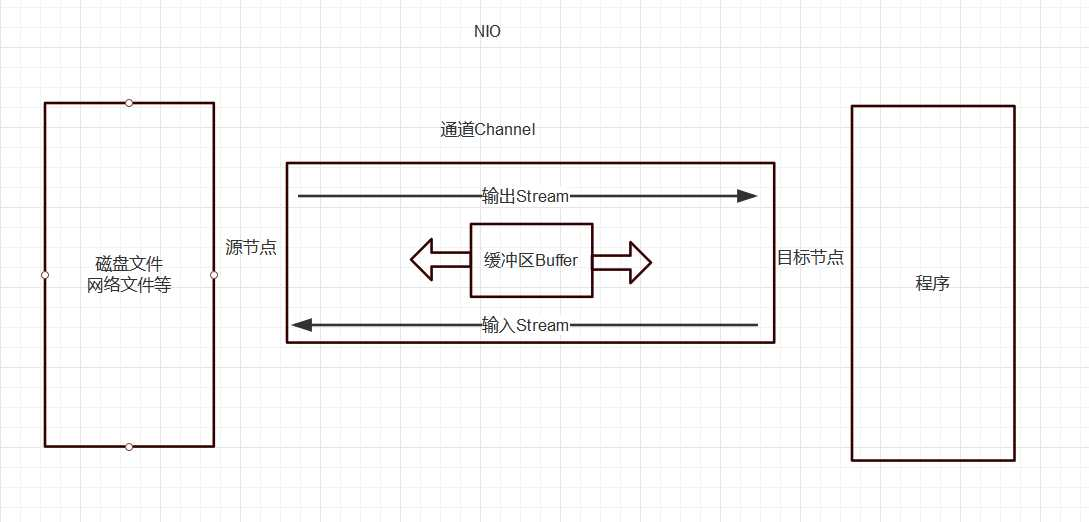 NIO
通道Channel
输出Stream
源节点
缓冲区Buffer
目标节点
磁盘文件
网络文件等
程序
输入Stream